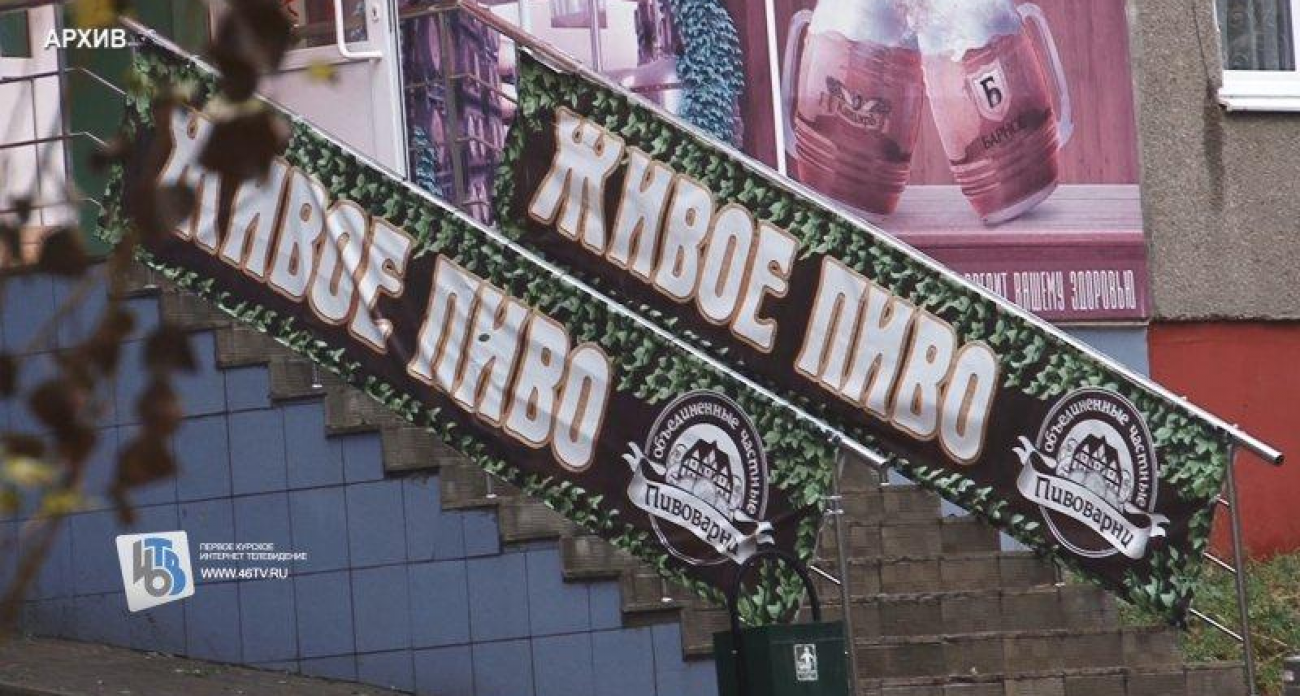 АРХИВ
ЖИВОЕ ПИВО
Объединенные частные
Пивоварни
ЖИВОЕ ПИВО
Объединенные частные
Пивоварни
Б
ВАШЕМУ ЗДОРОВЬЮ
46ТВ
ПЕРВОЕ КУРСКОЕ
ИНТЕРНЕТ ТЕЛЕВИДЕНИЕ
WWW.46TV.RU